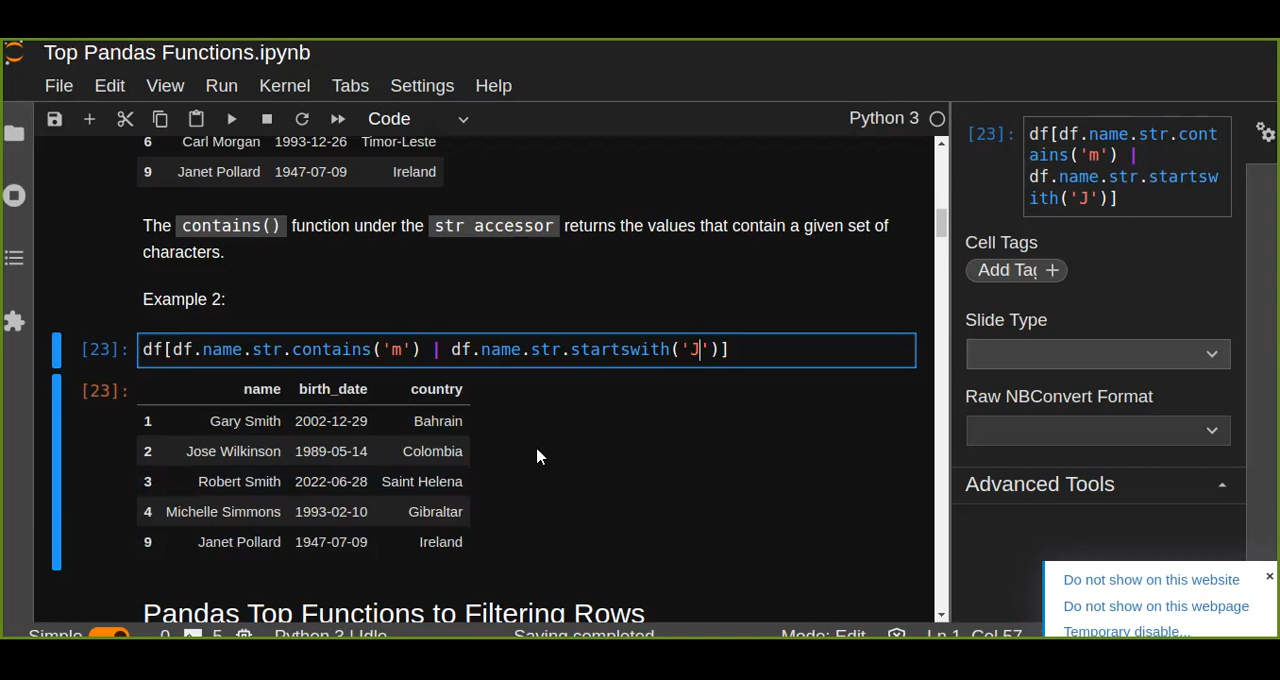 Top Pandas Functions.ipynb
File Edit View Run Kernel Tabs Settings Help
Code
Python 3
6 Carl Morgan 1993-12-26 Timor-Leste
9 Janet Pollard 1947-07-09 Ireland
The contains() function under the str accessor returns the values that contain a given set of
characters.
Example 2:
[23]: df[df.name.str.contains('m') | df.name.str.startswith('J')]
[23]: name birth_date country
1 Gary Smith 2002-12-29 Bahrain
2 Jose Wilkinson 1989-05-14 Colombia
3 Robert Smith 2022-06-28 Saint Helena
4 Michelle Simmons 1993-02-10 Gibraltar
9 Janet Pollard 1947-07-09 Ireland
Pandas Top Functions to Filtering Rows
[23]: df[df.name.str.cont
ains('m') |
df.name.str.startsw
ith('J')]
Cell Tags
Add Tag +
Slide Type
Raw NBConvert Format
Advanced Tools
Do not show on this website
Do not show on this webpage
Temporary disable...
Simple 0 5 Python 3 | Idle Saving completed Mode: Edit Ln 1, Col 57